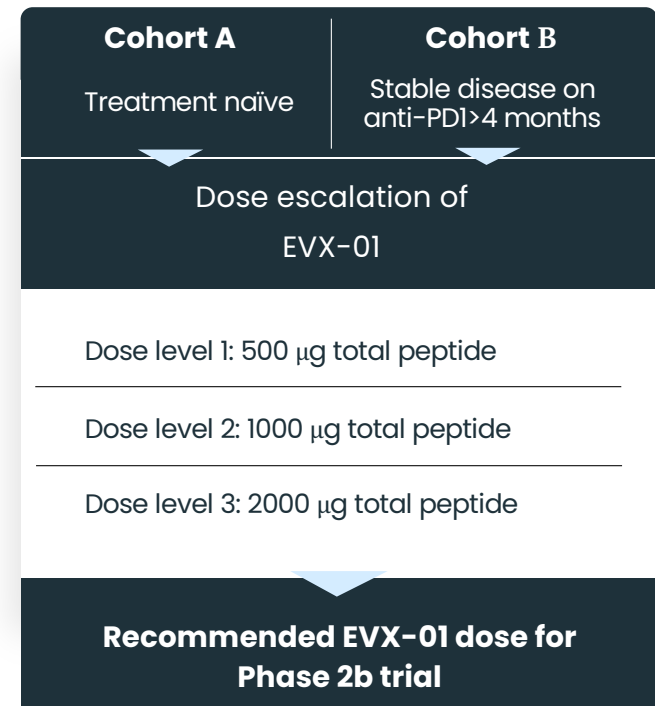 Cohort A
Treatment naïve
Cohort B
Stable disease on
anti-PD1>4 months
Dose escalation of
EVX-01
Dose level 1: 500 μg total peptide
Dose level 2: 1000 μg total peptide
Dose level 3: 2000 μg total peptide
Recommended EVX-01 dose for
Phase 2b trial